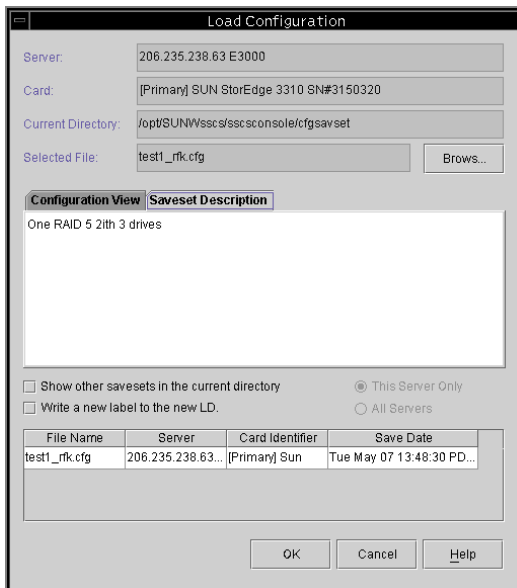 Load Configuration
Server: 206.235.238.63 E3000
Card: [Primary] SUN StorEdge 3310 SN#3150320
Current Directory: /opt/SUNWsscs/sscsconsole/cfgsavset
Selected File: test1_rfk.cfg Brows...
Configuration View Saveset Description
One RAID 5 2ith 3 drives
Show other savesets in the current directory This Server Only
Write a new label to the new LD. All Servers
File Name Server Card Identifier Save Date
test1_rfk.cfg 206.235.238.63... [Primary] Sun Tue May 07 13:48:30 PD...
OK Cancel Help